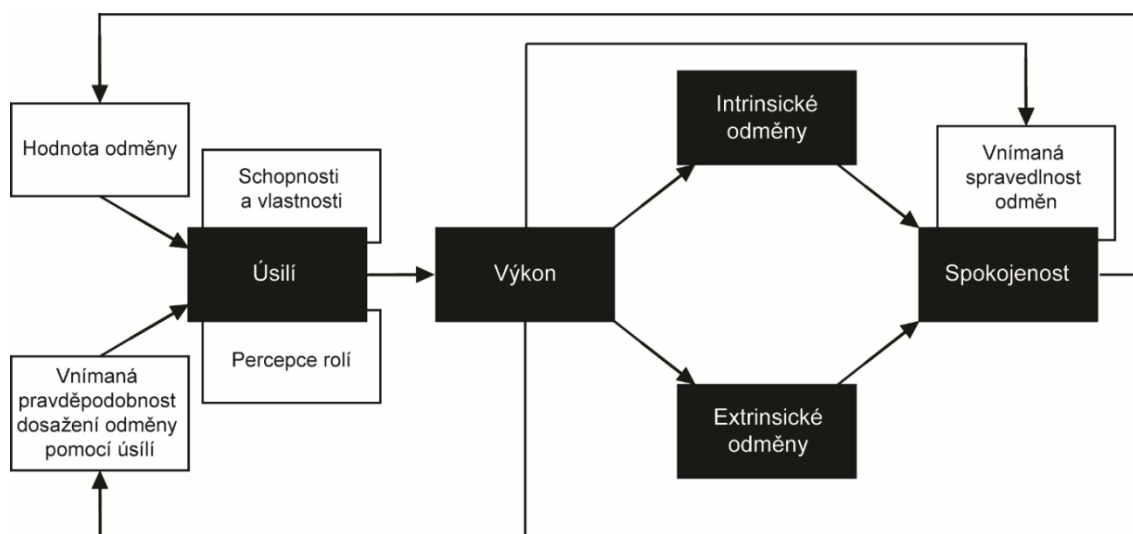 Hodnota odměny
Schopnosti
a vlastnosti
Úsilí
Percepce rolí
Vnímaná
pravděpodobnost
dosažení odměny
pomocí úsílí
Výkon
Intrinsické
odměny
Extrinsické
odměny
Vnímaná
spravedlnost
odměn
Spokojenost